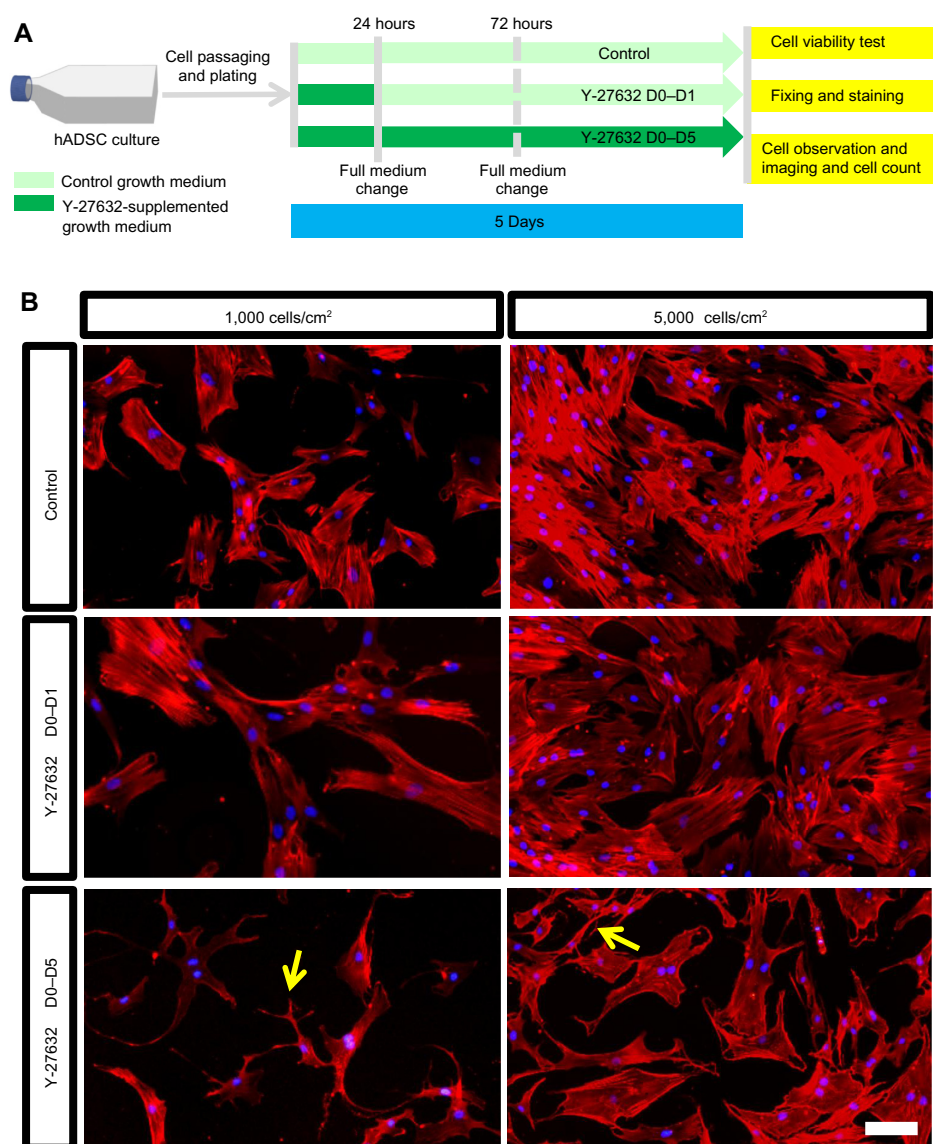 A
24 hours
72 hours
Cell passaging
and plating
hADSC culture
Control
Y-27632 D0–D1
Y-27632 D0–D5
Cell viability test
Fixing and staining
Cell observation and
imaging and cell count
Control growth medium
Y-27632-supplemented
growth medium
Full medium
change
Full medium
change
5 Days
B
1,000 cells/cm²
5,000 cells/cm²
Control
Y-27632 D0–D1
Y-27632 D0–D5